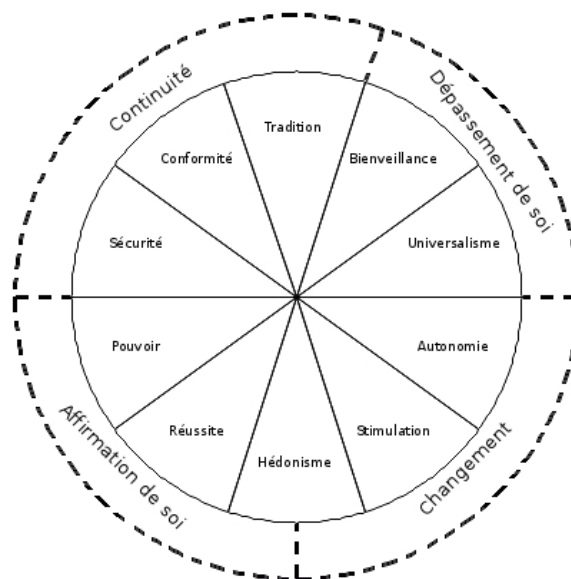 Continuité
Dépassement de soi
Tradition
Conformité
Bienveillance
Sécurité
Universalisme
Pouvoir
Autonomie
Réussite
Stimulation
Hédonisme
Affirmation de soi
Changement